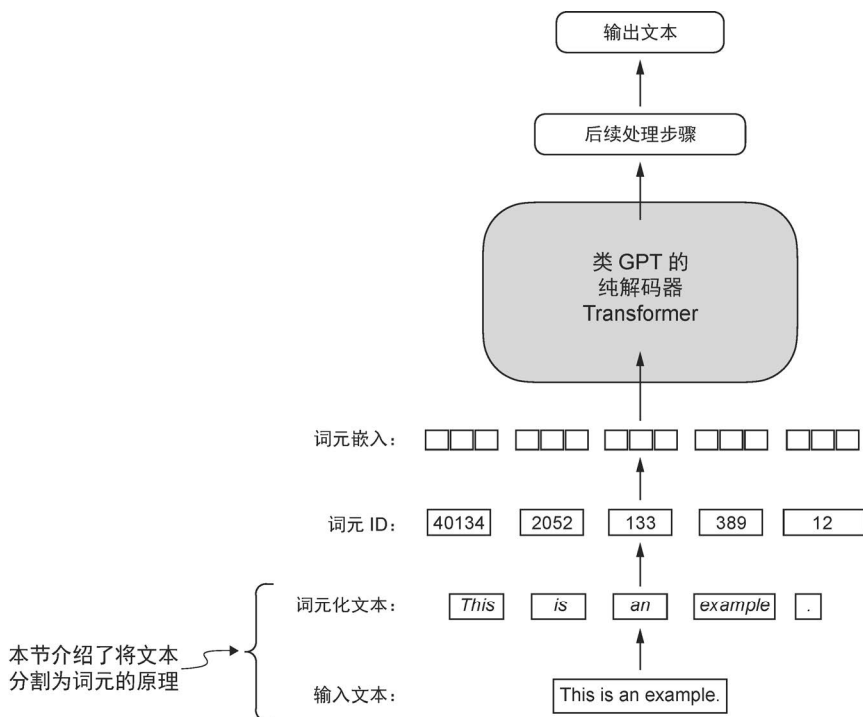 输出文本
后续处理步骤
类 GPT 的
纯解码器
Transformer
词元嵌入：
词元 ID： 40134 2052 133 389 12
词元化文本： This is an example .
本节介绍了将文本
分割为词元的原理
输入文本： This is an example.